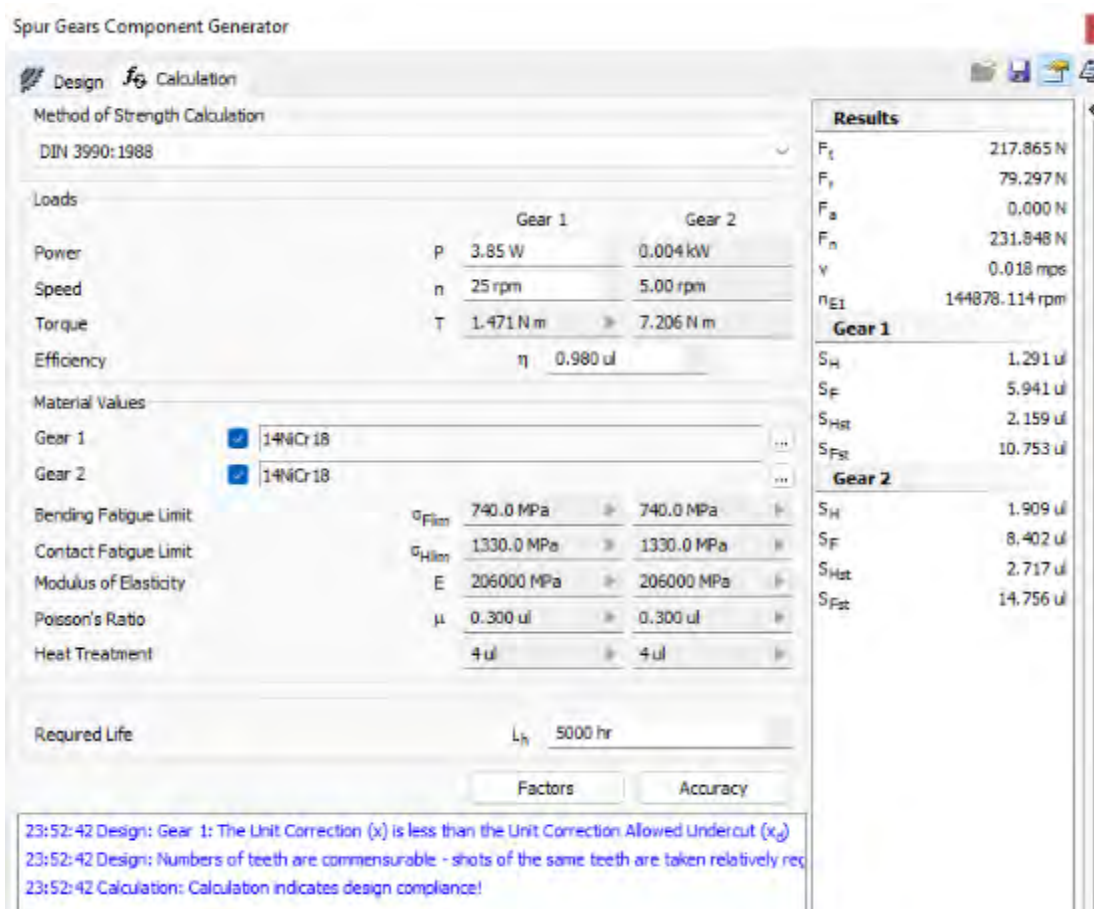 Spur Gears Component Generator
Design Calculation
Method of Strength Calculation
DIN 3990:1988
Loads
Gear 1 Gear 2
Power P 3.85 W 0.004 kW
Speed n 25 rpm 5.00 rpm
Torque T 1.471 N m 7.206 N m
Efficiency η 0.980 ul
Material Values
Gear 1 14NiCr18 ...
Gear 2 14NiCr18 ...
Bending Fatigue Limit σFlim 740.0 MPa 740.0 MPa
Contact Fatigue Limit σHlim 1330.0 MPa 1330.0 MPa
Modulus of Elasticity E 206000 MPa 206000 MPa
Poisson's Ratio μ 0.300 ul 0.300 ul
Heat Treatment 4 ul 4 ul
Required Life Lh 5000 hr
Factors Accuracy
23:52:42 Design: Gear 1: The Unit Correction (x) is less than the Unit Correction Allowed Undercut (xd)
23:52:42 Design: Numbers of teeth are commensurable - shots of the same teeth are taken relatively reg
23:52:42 Calculation: Calculation indicates design compliance!
Results
Ft 217.865 N
Fr 79.297 N
Fa 0.000 N
Fn 231.848 N
v 0.018 mps
nE1 144878.114 rpm
Gear 1
SH 1.291 ul
SF 5.941 ul
SHst 2.159 ul
SFst 10.753 ul
Gear 2
SH 1.909 ul
SF 8.402 ul
SHst 2.717 ul
SFst 14.756 ul